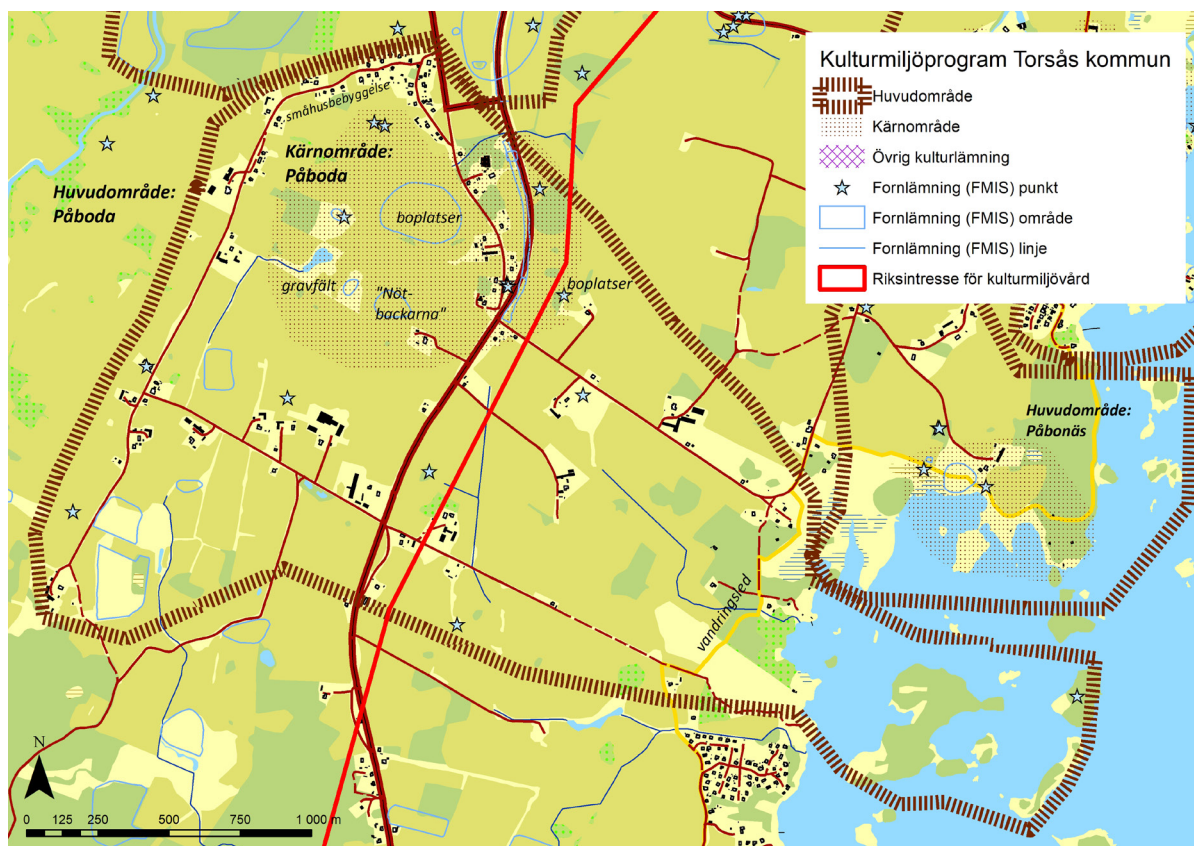 Kulturmiljöprogram Torsås kommun
Huvudområde
Kärnområde
Övrig kulturlämning
Fornlämning (FMIS) punkt
Fornlämning (FMIS) område
Fornlämning (FMIS) linje
Riksintresse för kulturmiljövård
småhusbebyggelse
Kärnområde:
Påboda
Huvudområde:
Påboda
boplatser
gravfält
"Nöt-
backarna"
boplatser
Huvudområde:
Påbonäs
vandringsled
N
0 125 250 500 750 1 000 m